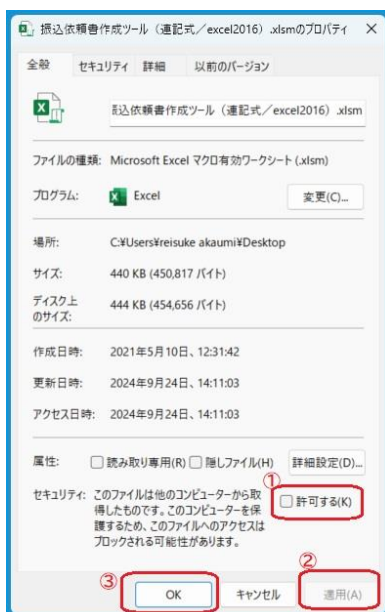 振込依頼書作成ツール（連記式／excel2016）.xlsmのプロパティ
全般 セキュリティ 詳細 以前のバージョン
込依頼書作成ツール（連記式／excel2016）.xlsm
ファイルの種類: Microsoft Excel マクロ有効ワークシート (.xlsm)
プログラム: Excel 変更(C)...
場所: C:¥Users¥reisuke akaumi¥Desktop
サイズ: 440 KB (450,817 バイト)
ディスク上
のサイズ: 444 KB (454,656 バイト)
作成日時: 2021年5月10日、12:31:42
更新日時: 2024年9月24日、14:11:03
アクセス日時: 2024年9月24日、14:11:03
属性: 読み取り専用(R) 隠しファイル(H) 詳細設定(D)...
①
セキュリティ: このファイルは他のコンピューターから取 許可する(K)
得したものです。このコンピューターを保
護するため、このファイルへのアクセスは
ブロックされる可能性があります。
③ ②
OK キャンセル 適用(A)